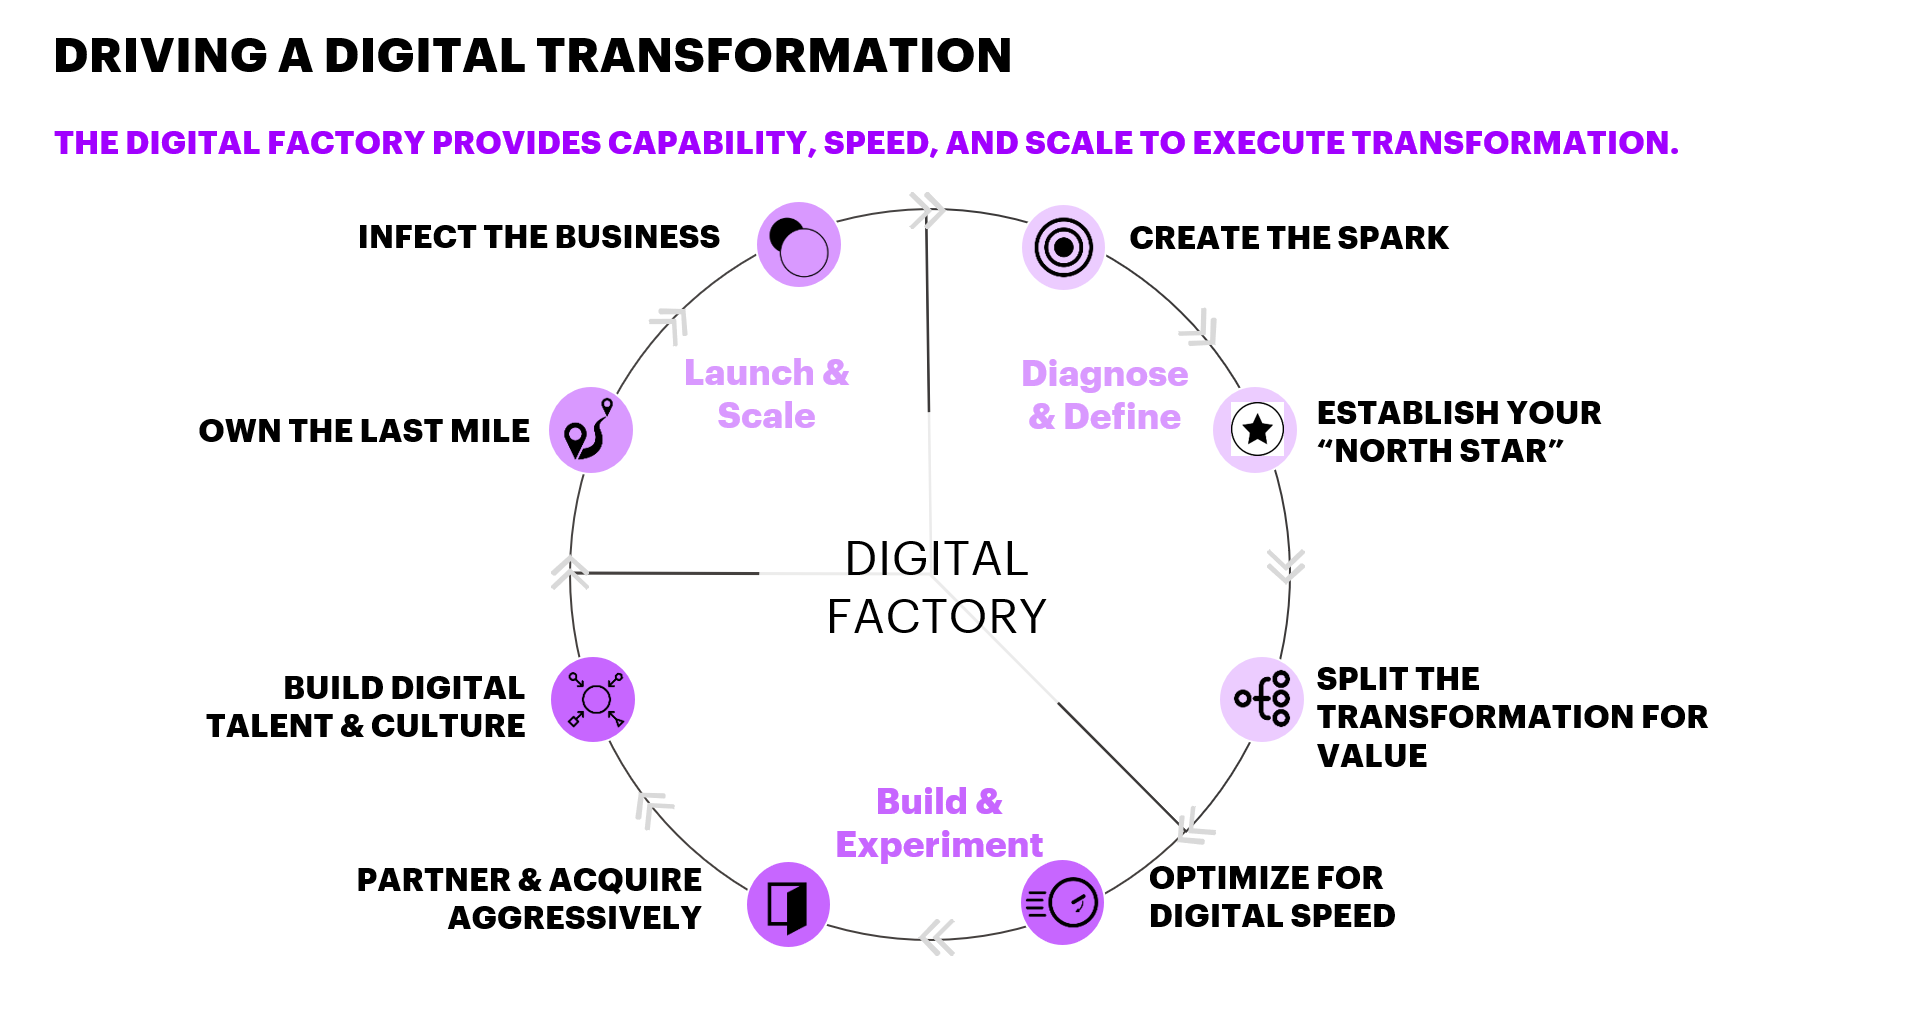 DRIVING A DIGITAL TRANSFORMATION
THE DIGITAL FACTORY PROVIDES CAPABILITY, SPEED, AND SCALE TO EXECUTE TRANSFORMATION.
INFECT THE BUSINESS
CREATE THE SPARK
Launch &
Scale
Diagnose
& Define
OWN THE LAST MILE
ESTABLISH YOUR
“NORTH STAR”
DIGITAL
FACTORY
BUILD DIGITAL
TALENT & CULTURE
SPLIT THE
TRANSFORMATION FOR
VALUE
Build &
Experiment
PARTNER & ACQUIRE
AGGRESSIVELY
OPTIMIZE FOR
DIGITAL SPEED